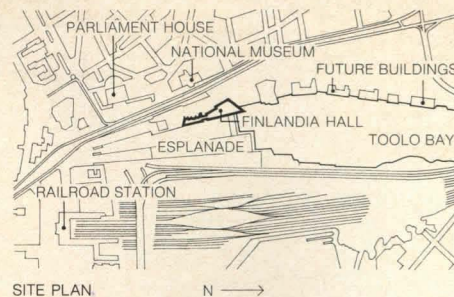 PARLIAMENT HOUSE
NATIONAL MUSEUM
FUTURE BUILDINGS
FINLANDIA HALL
ESPLANADE
TOOLO BAY
RAILROAD STATION
SITE PLAN
N